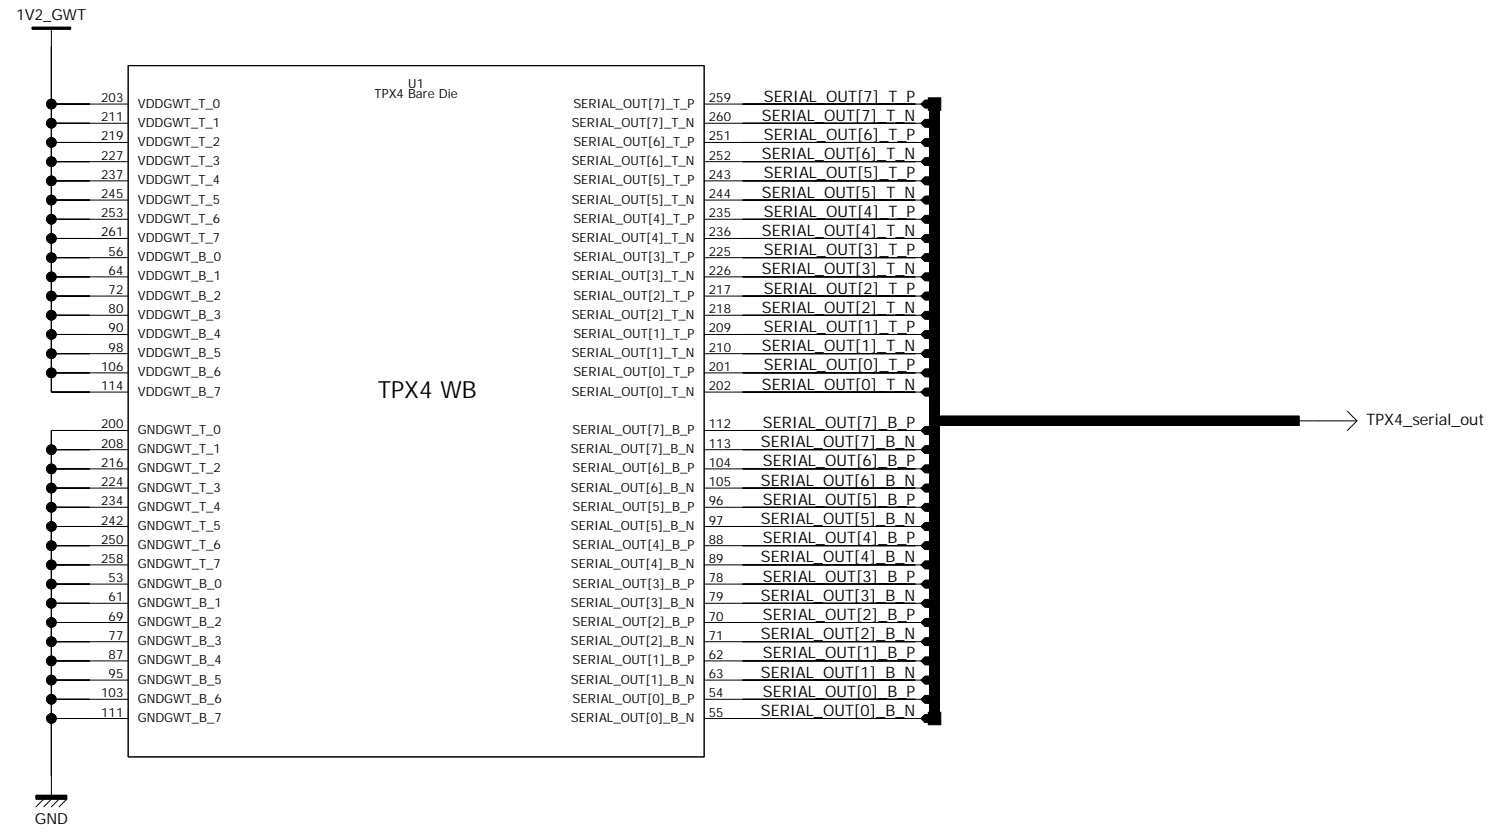 1V2_GWT
U1
TPX4 Bare Die
203 VDDGWT_T_0 SERIAL_OUT[7]_T_P 259 SERIAL_OUT[7]_T_P
211 VDDGWT_T_1 SERIAL_OUT[7]_T_N 260 SERIAL_OUT[7]_T_N
219 VDDGWT_T_2 SERIAL_OUT[6]_T_P 251 SERIAL_OUT[6]_T_P
227 VDDGWT_T_3 SERIAL_OUT[6]_T_N 252 SERIAL_OUT[6]_T_N
237 VDDGWT_T_4 SERIAL_OUT[5]_T_P 243 SERIAL_OUT[5]_T_P
245 VDDGWT_T_5 SERIAL_OUT[5]_T_N 244 SERIAL_OUT[5]_T_N
253 VDDGWT_T_6 SERIAL_OUT[4]_T_P 235 SERIAL_OUT[4]_T_P
261 VDDGWT_T_7 SERIAL_OUT[4]_T_N 236 SERIAL_OUT[4]_T_N
56 VDDGWT_B_0 SERIAL_OUT[3]_T_P 225 SERIAL_OUT[3]_T_P
64 VDDGWT_B_1 SERIAL_OUT[3]_T_N 226 SERIAL_OUT[3]_T_N
72 VDDGWT_B_2 SERIAL_OUT[2]_T_P 217 SERIAL_OUT[2]_T_P
80 VDDGWT_B_3 SERIAL_OUT[2]_T_N 218 SERIAL_OUT[2]_T_N
90 VDDGWT_B_4 SERIAL_OUT[1]_T_P 209 SERIAL_OUT[1]_T_P
98 VDDGWT_B_5 SERIAL_OUT[1]_T_N 210 SERIAL_OUT[1]_T_N
106 VDDGWT_B_6 SERIAL_OUT[0]_T_P 201 SERIAL_OUT[0]_T_P
114 VDDGWT_B_7 SERIAL_OUT[0]_T_N 202 SERIAL_OUT[0]_T_N
TPX4 WB
200 GNDGWT_T_0 SERIAL_OUT[7]_B_P 112 SERIAL_OUT[7]_B_P
TPX4_serial_out
208 GNDGWT_T_1 SERIAL_OUT[7]_B_N 113 SERIAL_OUT[7]_B_N
216 GNDGWT_T_2 SERIAL_OUT[6]_B_P 104 SERIAL_OUT[6]_B_P
224 GNDGWT_T_3 SERIAL_OUT[6]_B_N 105 SERIAL_OUT[6]_B_N
234 GNDGWT_T_4 SERIAL_OUT[5]_B_P 96 SERIAL_OUT[5]_B_P
242 GNDGWT_T_5 SERIAL_OUT[5]_B_N 97 SERIAL_OUT[5]_B_N
250 GNDGWT_T_6 SERIAL_OUT[4]_B_P 88 SERIAL_OUT[4]_B_P
258 GNDGWT_T_7 SERIAL_OUT[4]_B_N 89 SERIAL_OUT[4]_B_N
53 GNDGWT_B_0 SERIAL_OUT[3]_B_P 78 SERIAL_OUT[3]_B_P
61 GNDGWT_B_1 SERIAL_OUT[3]_B_N 79 SERIAL_OUT[3]_B_N
69 GNDGWT_B_2 SERIAL_OUT[2]_B_P 70 SERIAL_OUT[2]_B_P
77 GNDGWT_B_3 SERIAL_OUT[2]_B_N 71 SERIAL_OUT[2]_B_N
87 GNDGWT_B_4 SERIAL_OUT[1]_B_P 62 SERIAL_OUT[1]_B_P
95 GNDGWT_B_5 SERIAL_OUT[1]_B_N 63 SERIAL_OUT[1]_B_N
103 GNDGWT_B_6 SERIAL_OUT[0]_B_P 54 SERIAL_OUT[0]_B_P
111 GNDGWT_B_7 SERIAL_OUT[0]_B_N 55 SERIAL_OUT[0]_B_N
GND